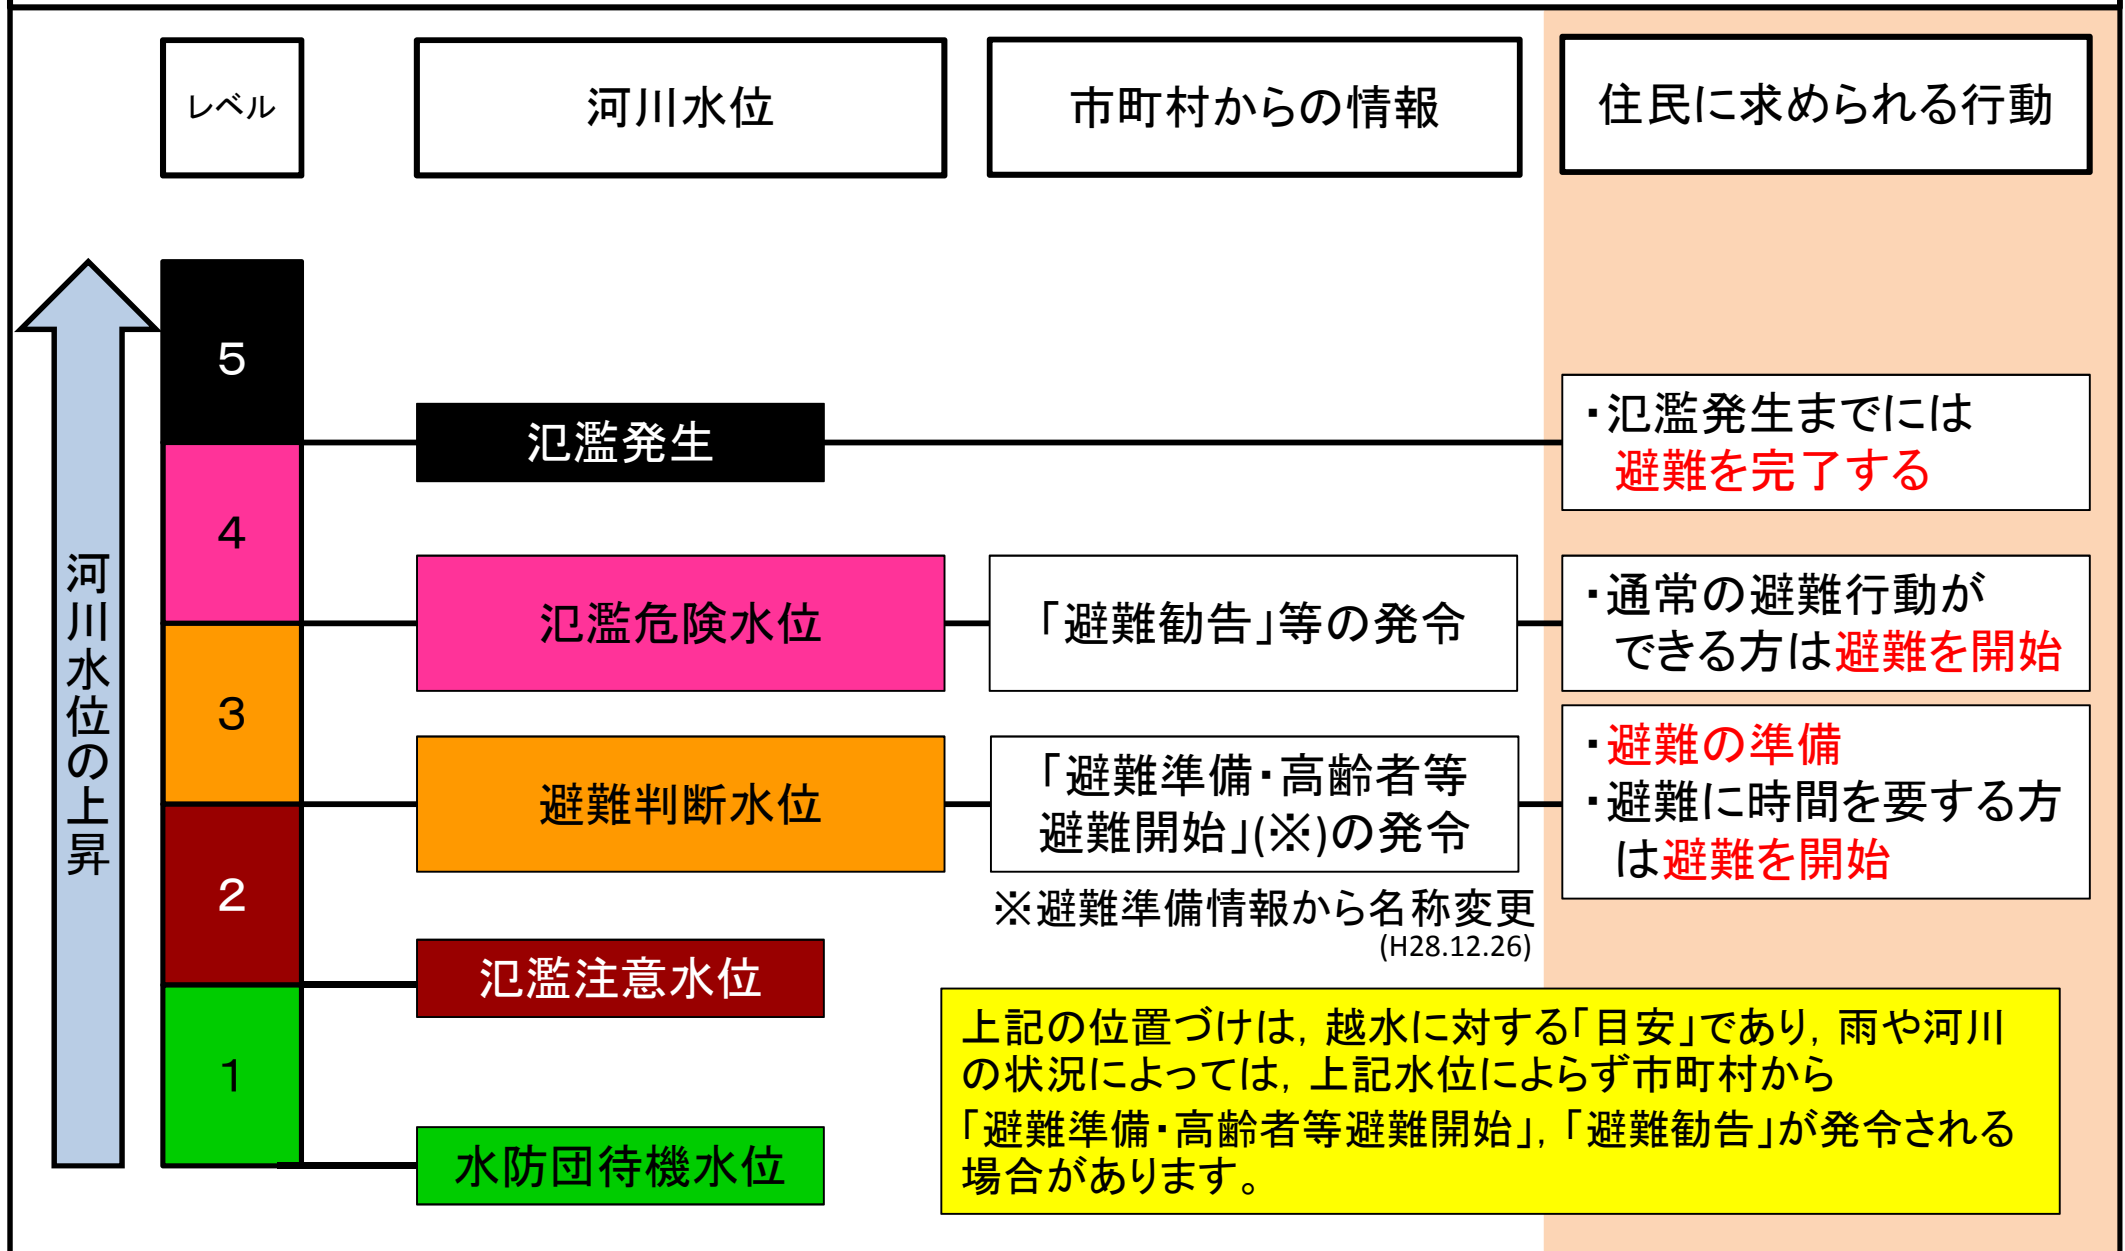 レベル
河川水位
市町村からの情報
住民に求められる行動
河川水位の上昇
5
氾濫発生
・氾濫発生までには
避難を完了する
4
氾濫危険水位
「避難勧告」等の発令
・通常の避難行動が
できる方は避難を開始
3
避難判断水位
「避難準備・高齢者等
避難開始」(※)の発令
・避難の準備
・避難に時間を要する方
は避難を開始
※避難準備情報から名称変更
(H28.12.26)
2
氾濫注意水位
1
水防団待機水位
上記の位置づけは, 越水に対する「目安」であり, 雨や河川
の状況によっては, 上記水位によらず市町村から
「避難準備・高齢者等避難開始」, 「避難勧告」が発令される
場合があります。